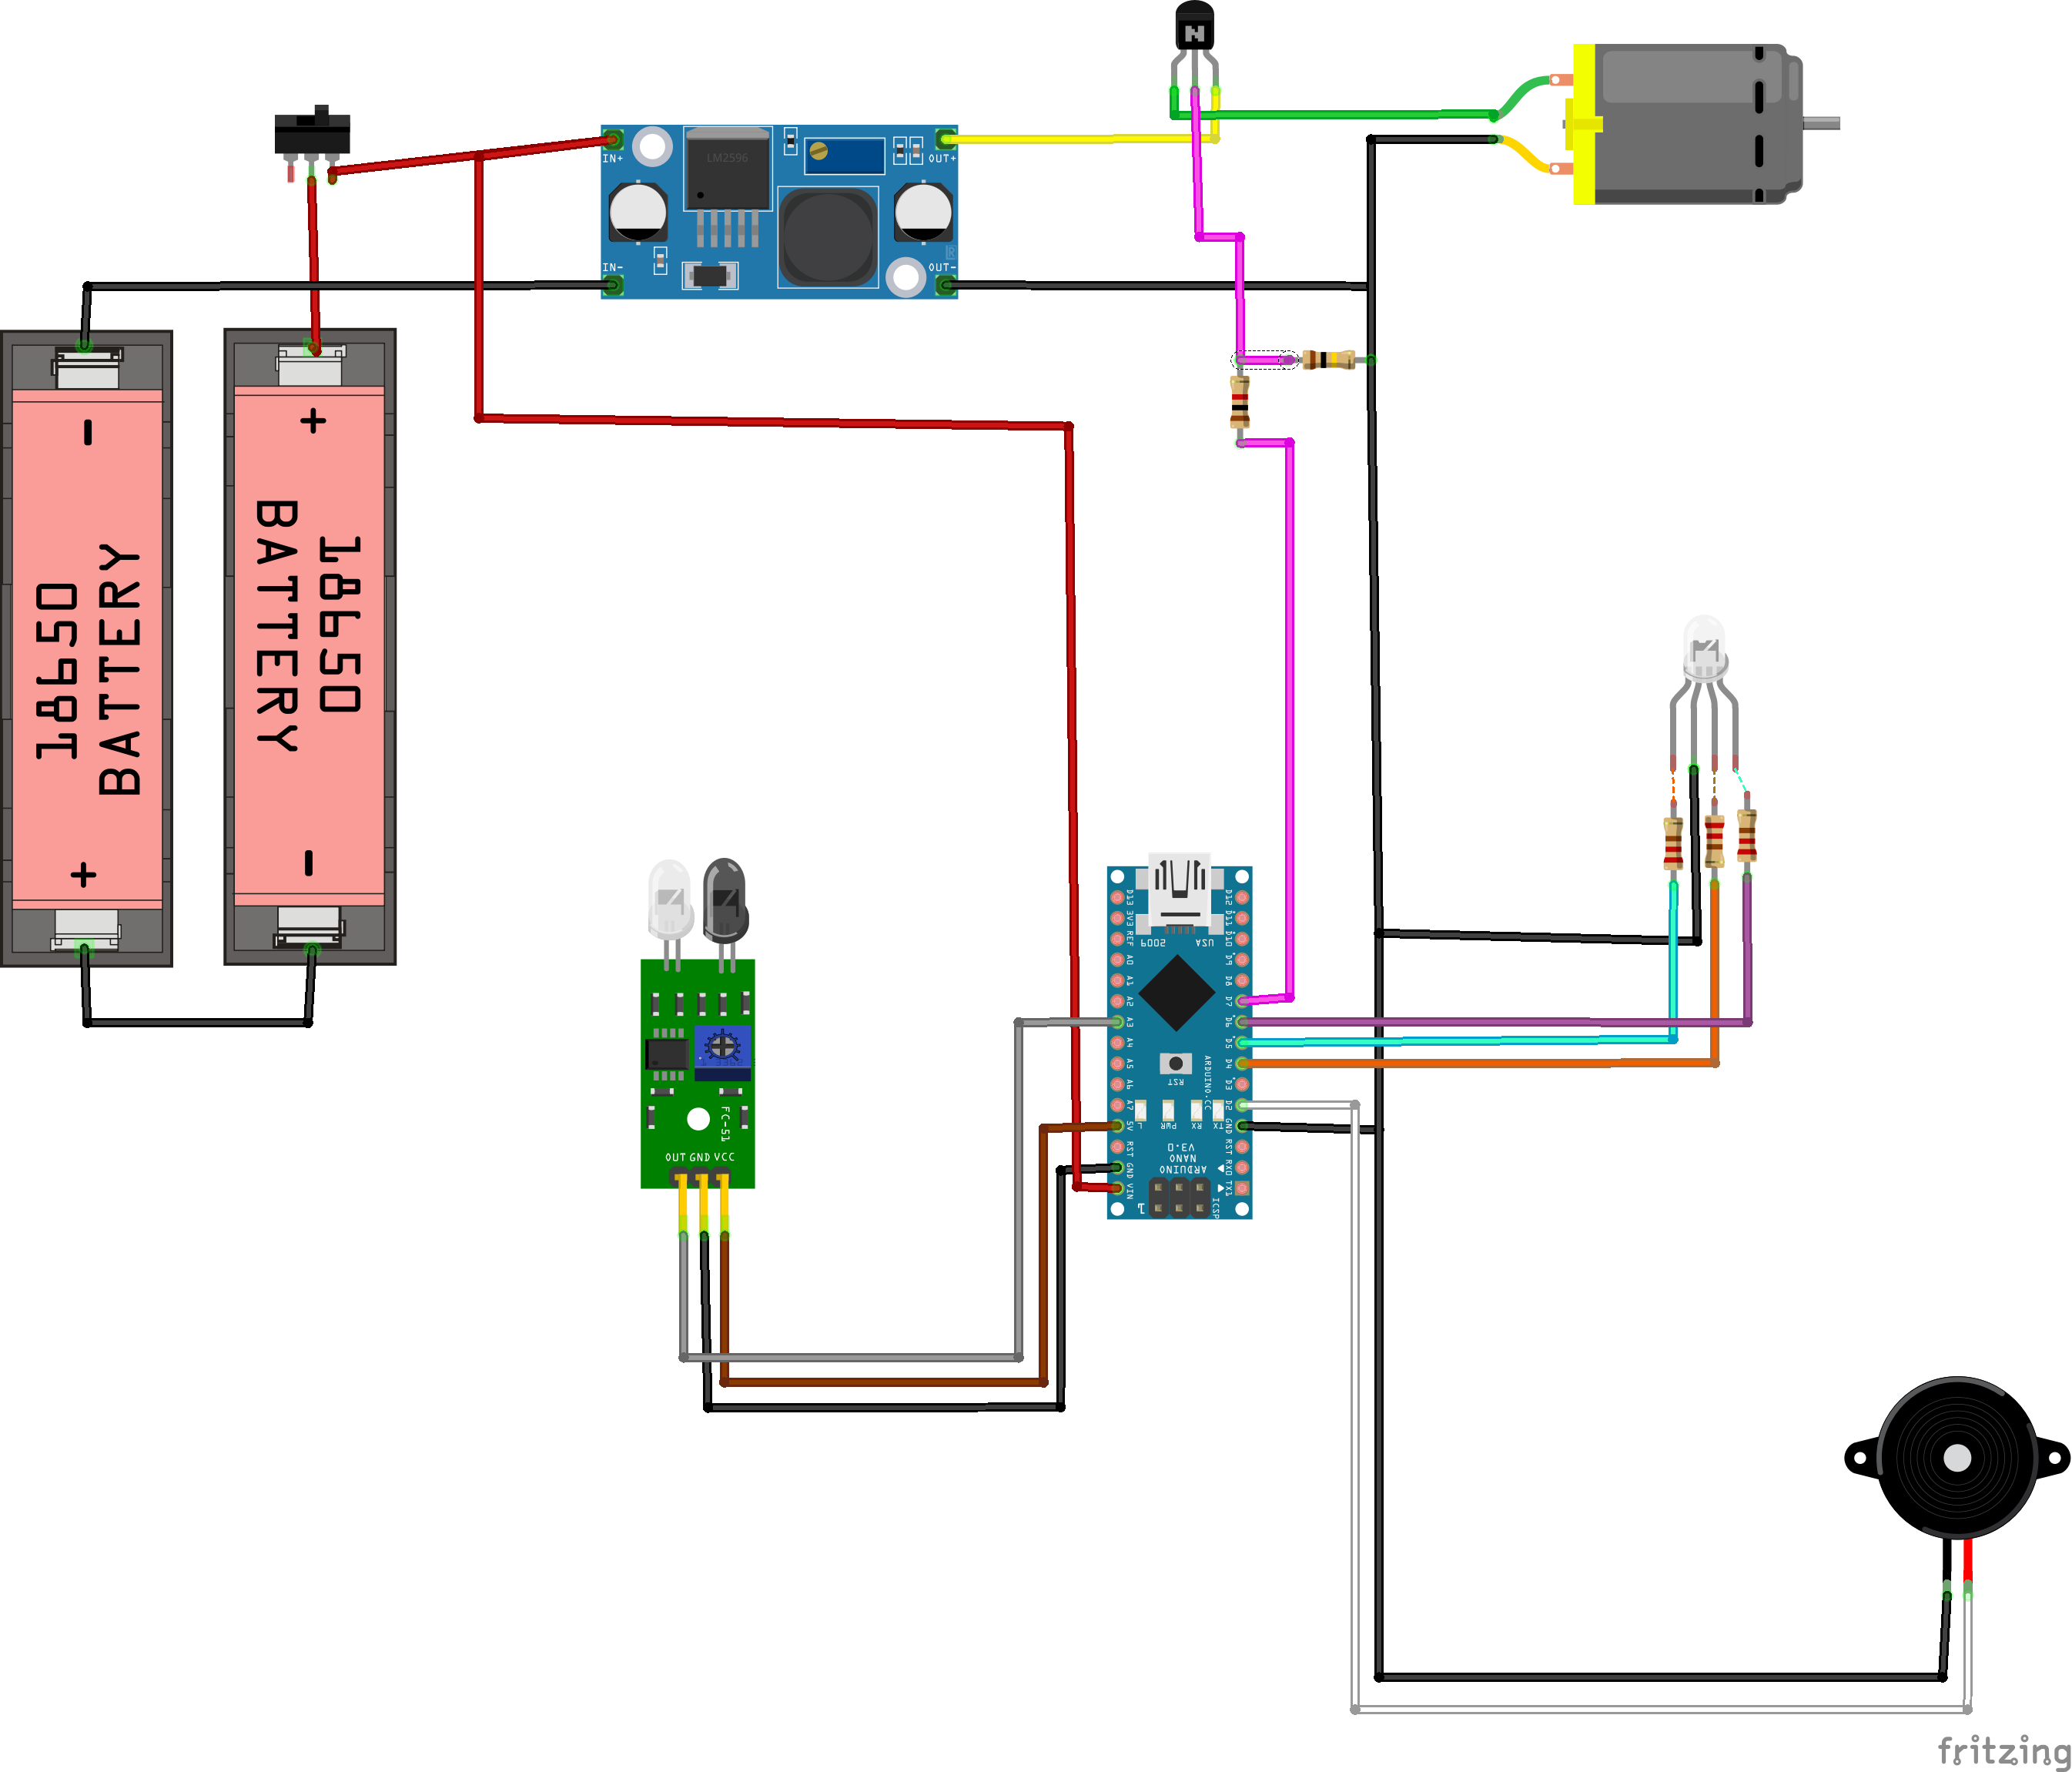 N
LM2596
IN+
OUT+
IN-
OUT-
R
-
+
18650
BATTERY
+
-
18650
BATTERY
FC-51
OUT GND VCC
D13
3V3
REF
A0
A1
A2
A3
A4
A5
A6
A7
5V
RST
GND
VIN
D12
D11
D10
D9
D8
D7
D6
D5
D4
D3
D2
GND
RST
RX0
TX1
2009
USA
RST
ARDUINO.CC
L
PWR
RX
TX
ARDUINO
NANO
V3.0
ICSP
1
fritzing